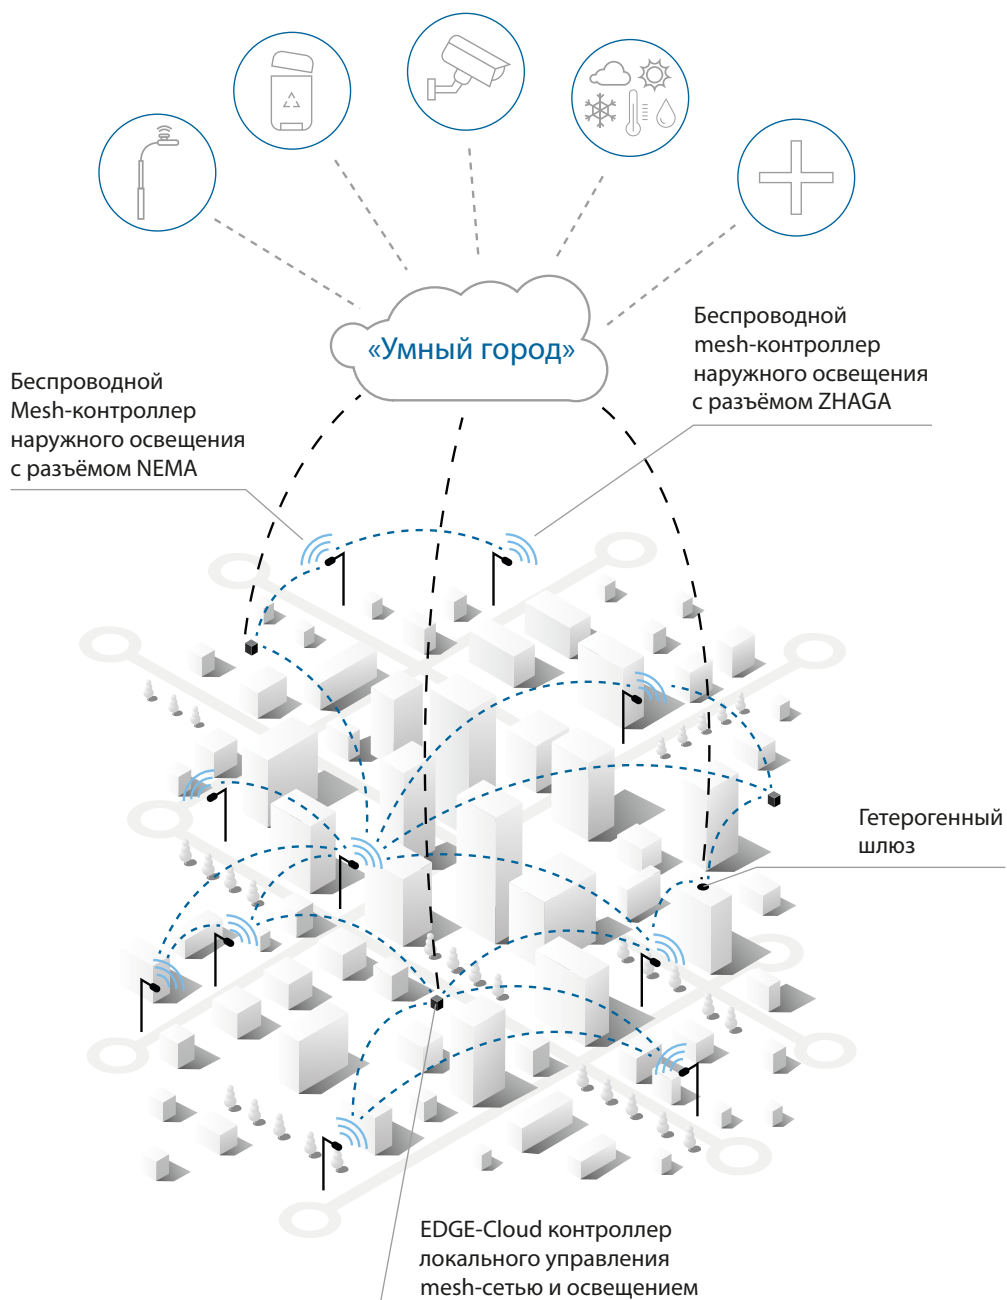 «Умный город»
Беспроводной
mesh-контроллер
наружного освещения
с разъёмом ZHAGA
Беспроводной
Mesh-контроллер
наружного освещения
с разъёмом NEMA
Гетерогенный
шлюз
EDGE-Cloud контроллер
локального управления
mesh-сетью и освещением